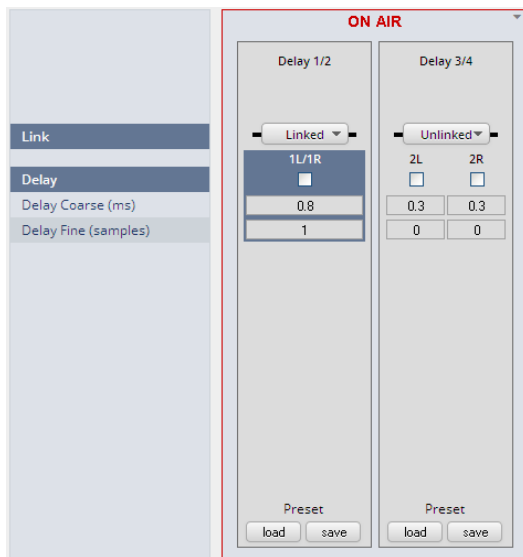 ON AIR
Delay 1/2 Delay 3/4
Link Linked Unlinked
1L/1R 2L 2R
Delay
Delay Coarse (ms) 0.8 0.3 0.3
Delay Fine (samples) 1 0 0
Preset Preset
load save load save